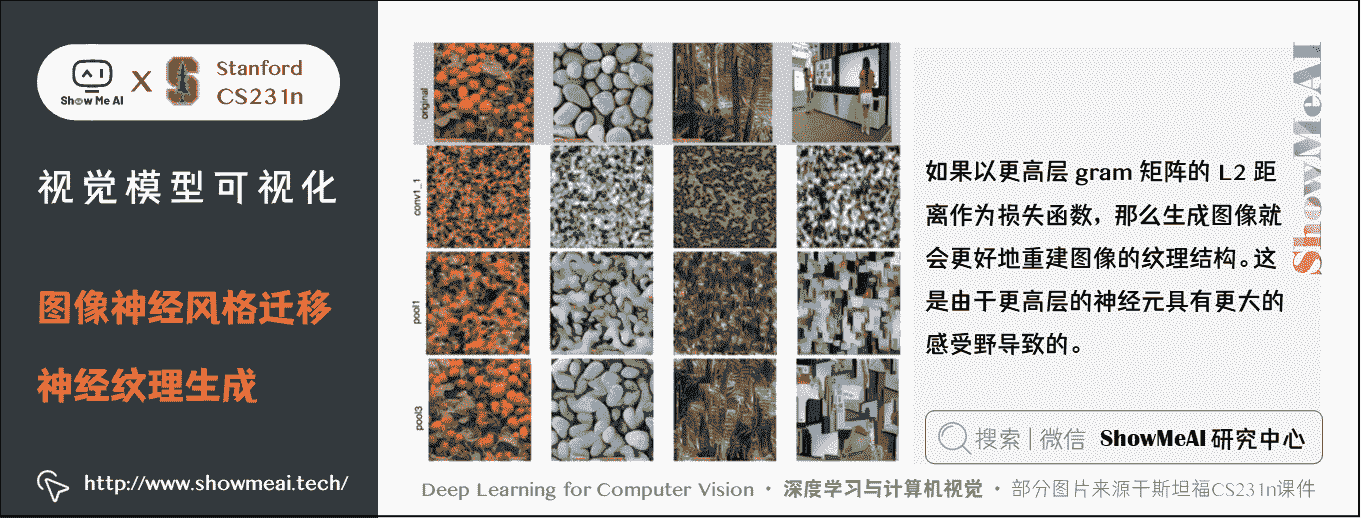 Show Me AI
X
Stanford
CS231n
视觉模型可视化
图像神经风格迁移
神经纹理生成
http://www.showmeai.tech/
original
conv1_1
pool1
pool3
如果以更高层 gram 矩阵的 L2 距
离作为损失函数，那么生成图像就
会更好地重建图像的纹理结构。这
是由于更高层的神经元具有更大的
感受野导致的。
ShowMeAI
搜索 | 微信 ShowMeAI 研究中心
Deep Learning for Computer Vision · 深度学习与计算机视觉 · 部分图片来源于斯坦福CS231n课件